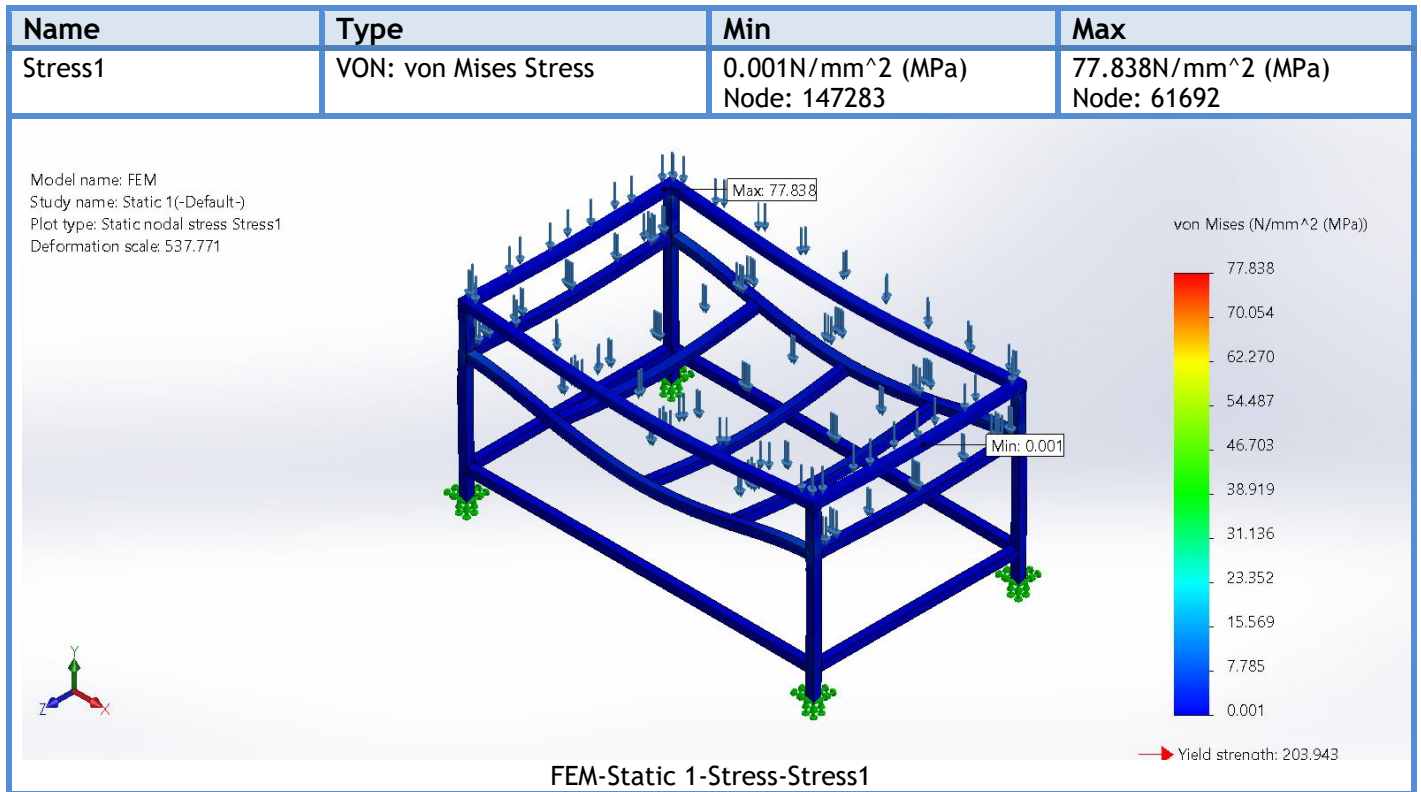 Name Type Min Max
Stress1 VON: von Mises Stress 0.001N/mm^2 (MPa) 77.838N/mm^2 (MPa)
Node: 147283 Node: 61692
Model name: FEM
Study name: Static 1(-Default-)
Plot type: Static nodal stress Stress1
Deformation scale: 537.771
Max: 77.838
Min: 0.001
von Mises (N/mm^2 (MPa))
77.838
70.054
62.270
54.487
46.703
38.919
31.136
23.352
15.569
7.785
0.001
Yield strength: 203.943
Y
Z
X
FEM-Static 1-Stress-Stress1